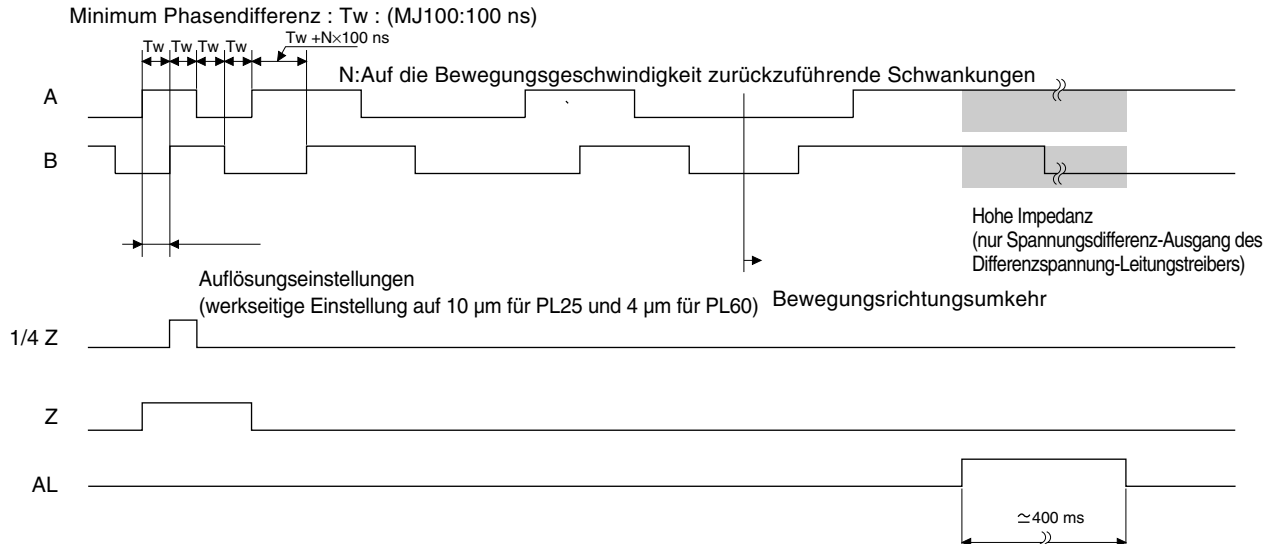 Minimum Phasendifferenz : Tw : (MJ100:100 ns)
Tw Tw Tw Tw Tw +N×100 ns
N:Auf die Bewegungsgeschwindigkeit zurückzuführende Schwankungen
A
B
Hohe Impedanz
(nur Spannungsdifferenz-Ausgang des
Differenzspannung-Leitungstreibers)
Auflösungseinstellungen
(werkseitige Einstellung auf 10 µm für PL25 und 4 µm für PL60)
Bewegungsrichtungsumkehr
1/4 Z
Z
AL
≃400 ms